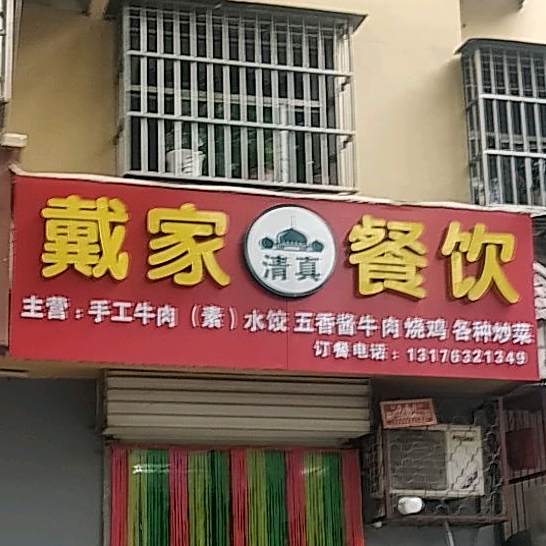 戴家 清真 餐饮
主营：手工牛肉（素）水饺 五香酱牛肉 烧鸡 各种炒菜
订餐电话：13176321349